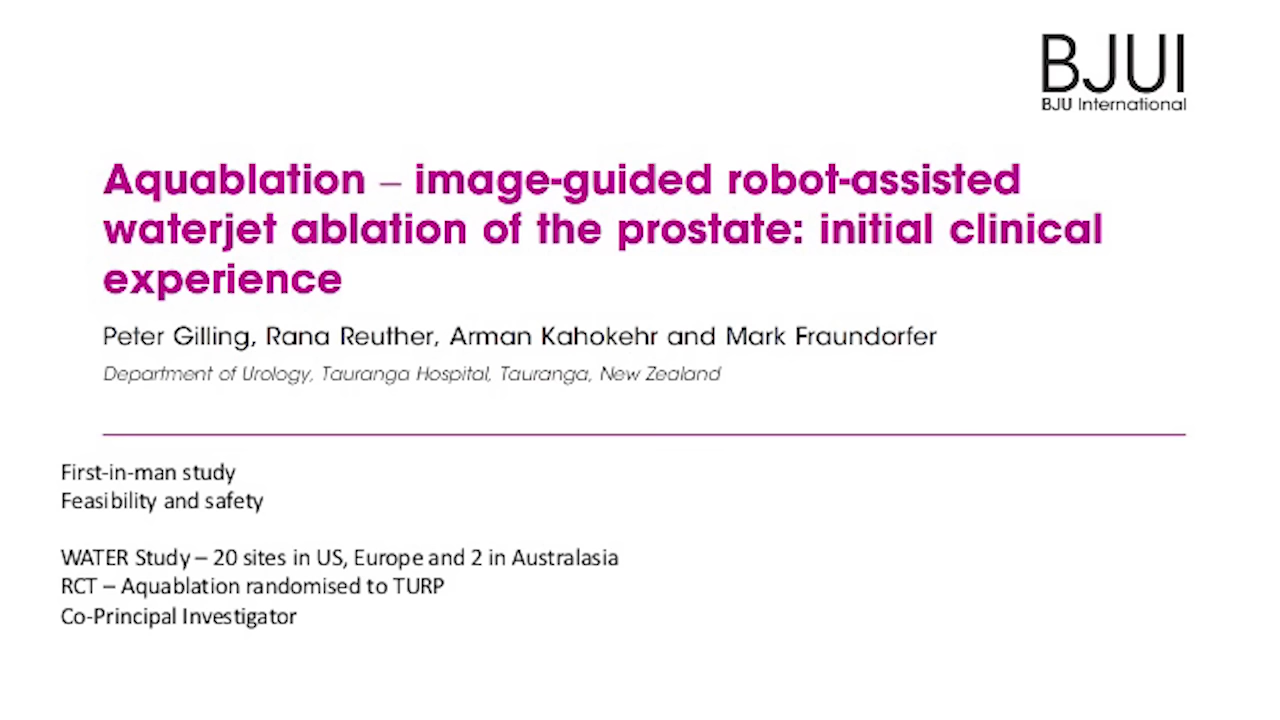 BJUI
BJU International
Aquablation – image-guided robot-assisted
waterjet ablation of the prostate: initial clinical
experience
Peter Gilling, Rana Reuther, Arman Kahokehr and Mark Fraundorfer
Department of Urology, Tauranga Hospital, Tauranga, New Zealand
First-in-man study
Feasibility and safety
WATER Study – 20 sites in US, Europe and 2 in Australasia
RCT – Aquablation randomised to TURP
Co-Principal Investigator